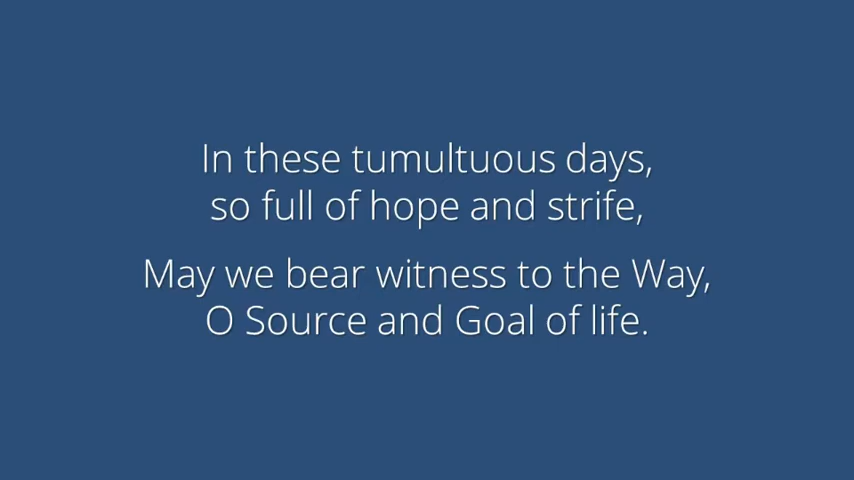 In these tumultuous days,
so full of hope and strife,
May we bear witness to the Way,
O Source and Goal of life.